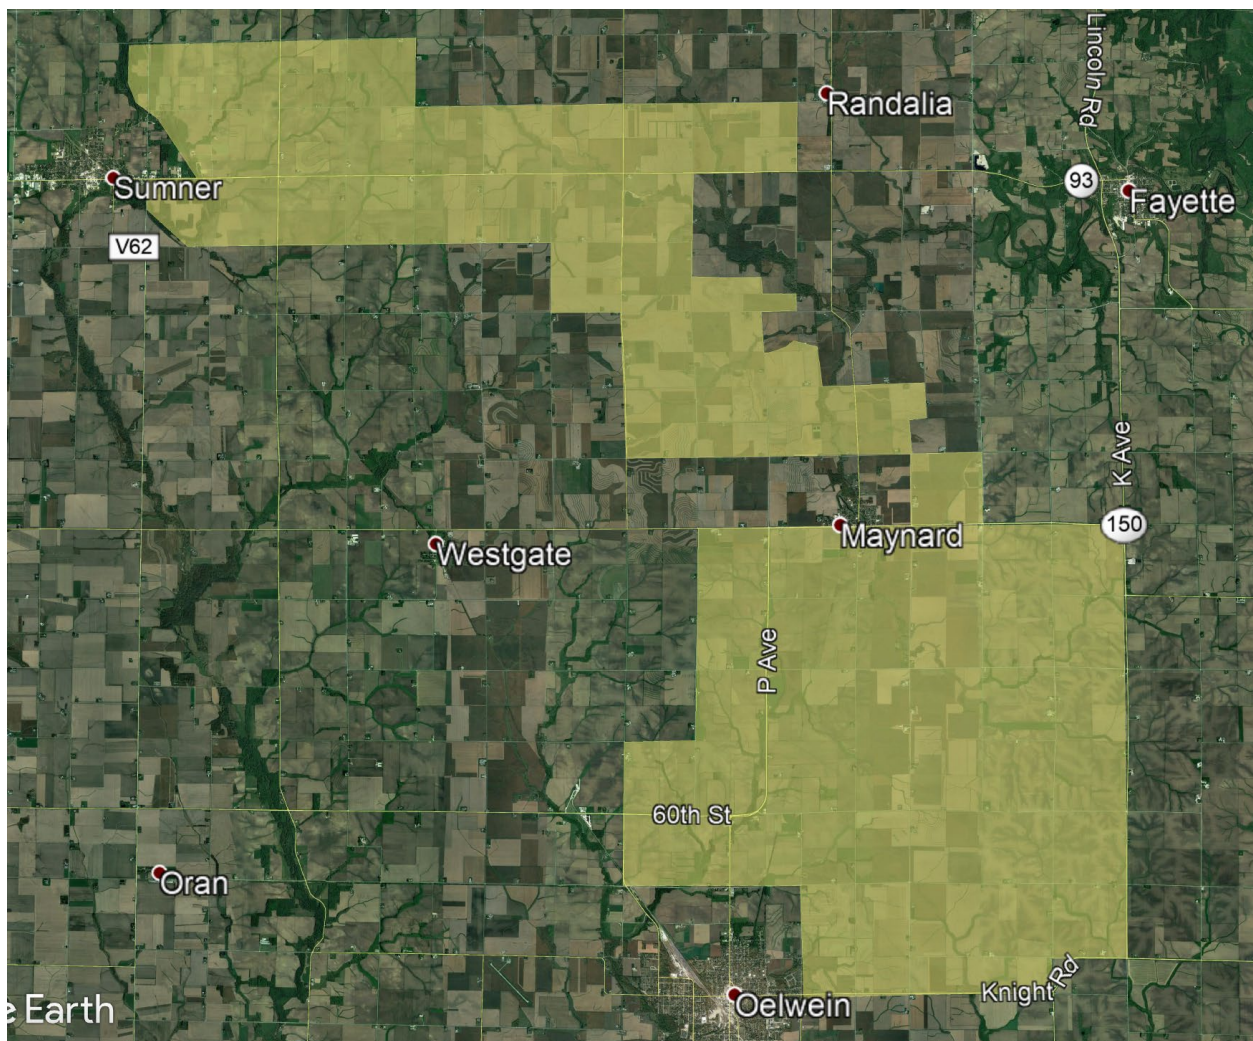 Lincoln Rd
Randalia
Sumner
93
Fayette
V62
K Ave
150
Maynard
Westgate
P Ave
60th St
Oran
Knight Rd
Oelwein
e Earth